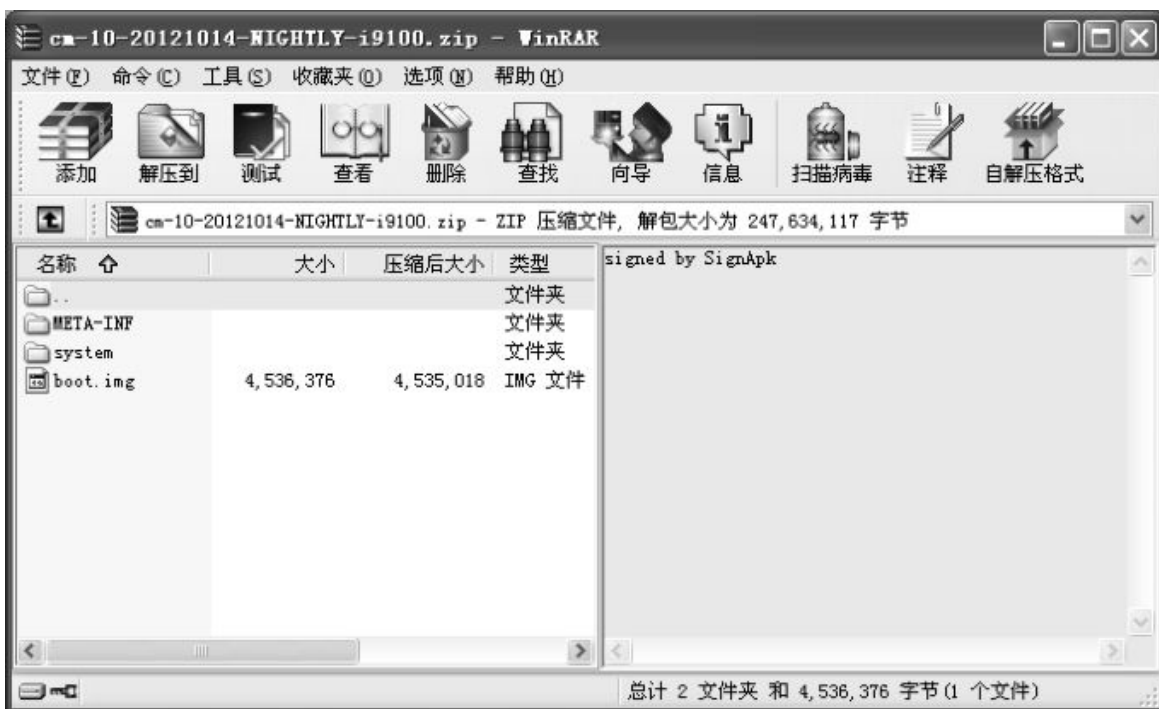 cm-10-20121014-NIGHTLY-i9100.zip - WinRAR
文件(F) 命令(C) 工具(S) 收藏夹(O) 选项(N) 帮助(H)
添加 解压到 测试 查看 删除 查找 向导 信息 扫描病毒 注释 自解压格式
cm-10-20121014-NIGHTLY-i9100.zip - ZIP 压缩文件, 解包大小为 247,634,117 字节
名称 大小 压缩后大小 类型
.. 文件夹
META-INF 文件夹
system 文件夹
boot.img 4,536,376 4,535,018 IMG 文件
signed by SignApk
总计 2 文件夹 和 4,536,376 字节(1 个文件)